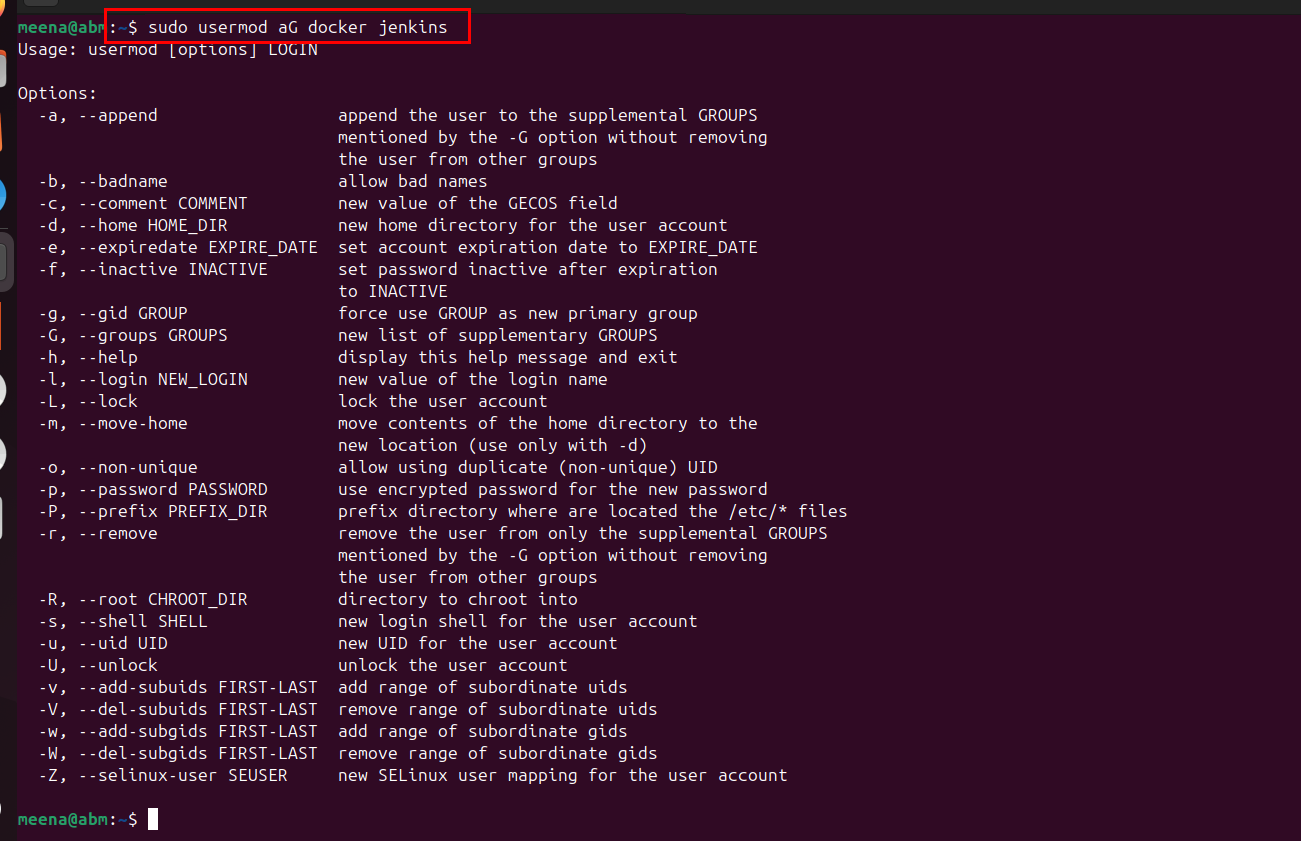 meena@abm:~$ sudo usermod aG docker jenkins
Usage: usermod [options] LOGIN

Options:
  -a, --append                  append the user to the supplemental GROUPS
                                mentioned by the -G option without removing
                                the user from other groups
  -b, --badname                 allow bad names
  -c, --comment COMMENT         new value of the GECOS field
  -d, --home HOME_DIR           new home directory for the user account
  -e, --expiredate EXPIRE_DATE  set account expiration date to EXPIRE_DATE
  -f, --inactive INACTIVE       set password inactive after expiration
                                to INACTIVE
  -g, --gid GROUP               force use GROUP as new primary group
  -G, --groups GROUPS           new list of supplementary GROUPS
  -h, --help                    display this help message and exit
  -l, --login NEW_LOGIN         new value of the login name
  -L, --lock                    lock the user account
  -m, --move-home               move contents of the home directory to the
                                new location (use only with -d)
  -o, --non-unique              allow using duplicate (non-unique) UID
  -p, --password PASSWORD       use encrypted password for the new password
  -P, --prefix PREFIX_DIR       prefix directory where are located the /etc/* files
  -r, --remove                  remove the user from only the supplemental GROUPS
                                mentioned by the -G option without removing
                                the user from other groups
  -R, --root CHROOT_DIR         directory to chroot into
  -s, --shell SHELL             new login shell for the user account
  -u, --uid UID                 new UID for the user account
  -U, --unlock                  unlock the user account
  -v, --add-subuids FIRST-LAST  add range of subordinate uids
  -V, --del-subuids FIRST-LAST  remove range of subordinate uids
  -w, --add-subgids FIRST-LAST  add range of subordinate gids
  -W, --del-subgids FIRST-LAST  remove range of subordinate gids
  -Z, --selinux-user SEUSER     new SELinux user mapping for the user account

meena@abm:~$